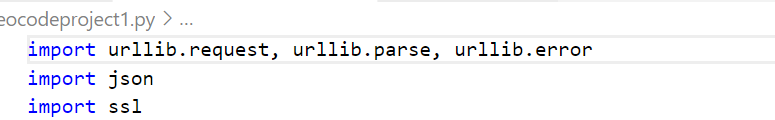 eocodeproject1.py > ...
import urllib.request, urllib.parse, urllib.error
import json
import ssl